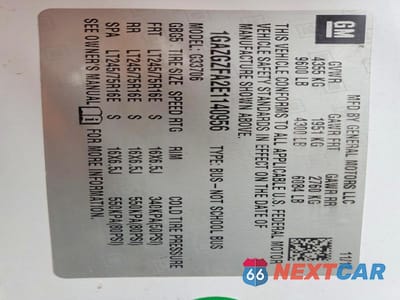 GM
MFD BY GENERAL MOTORS LLC 11/
GVWR GAWR FRT GAWR RR
4355 KG 1951 KG 2760 KG
9600 LB 4300 LB 6084 LB
THIS VEHICLE CONFORMS TO ALL APPLICABLE U.S. FEDERAL MOTOR
VEHICLE SAFETY STANDARDS IN EFFECT ON THE DATE OF
MANUFACTURE SHOWN ABOVE.
1GAZGZFA2E1140956 TYPE: BUS-NOT SCHOOL BUS
MODEL: G33706
GBC5 TIRE SIZE SPEED RTG RIM COLD TIRE PRESSURE
FRT LT245/75R16E S 16X6.5J 340KPA(50PSI)
RR LT245/75R16E S 16X6.5J 550KPA(80PSI)
SPA LT245/75R16E S 16X6.5J 550KPA(80PSI)
SEE OWNER'S MANUAL FOR MORE INFORMATION.
66 NEXTCAR